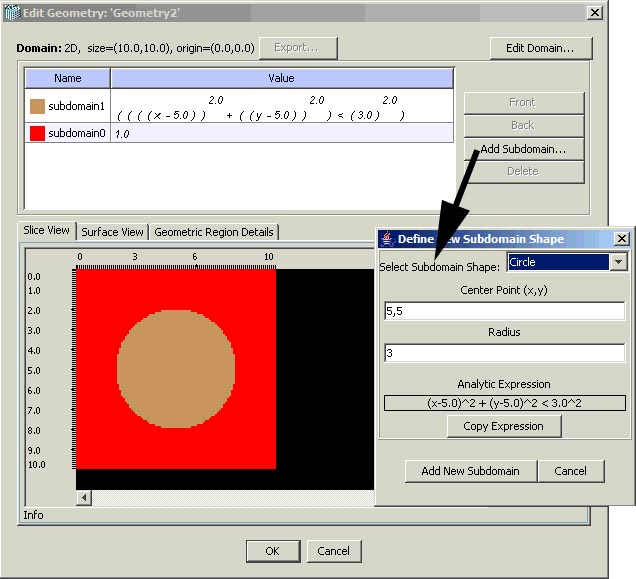 Edit Geometry: 'Geometry2'
Domain: 2D, size=(10.0,10.0), origin=(0.0,0.0) Export... Edit Domain...
Name Value
subdomain1 ( ( ( ( x - 5.0 ) ) 2.0 + ( ( y - 5.0 ) ) 2.0 ) < ( 3.0 ) 2.0 )
subdomain0 1.0
Front
Back
Add Subdomain...
Delete
Slice View Surface View Geometric Region Details
0 3 6 10
0.0
1.0
2.0
3.0
4.0
5.0
6.0
7.0
8.0
9.0
10.0
Info
OK Cancel
Define New Subdomain Shape
Select Subdomain Shape: Circle
Center Point (x,y)
5,5
Radius
3
Analytic Expression
(x-5.0)^2 + (y-5.0)^2 < 3.0^2
Copy Expression
Add New Subdomain Cancel